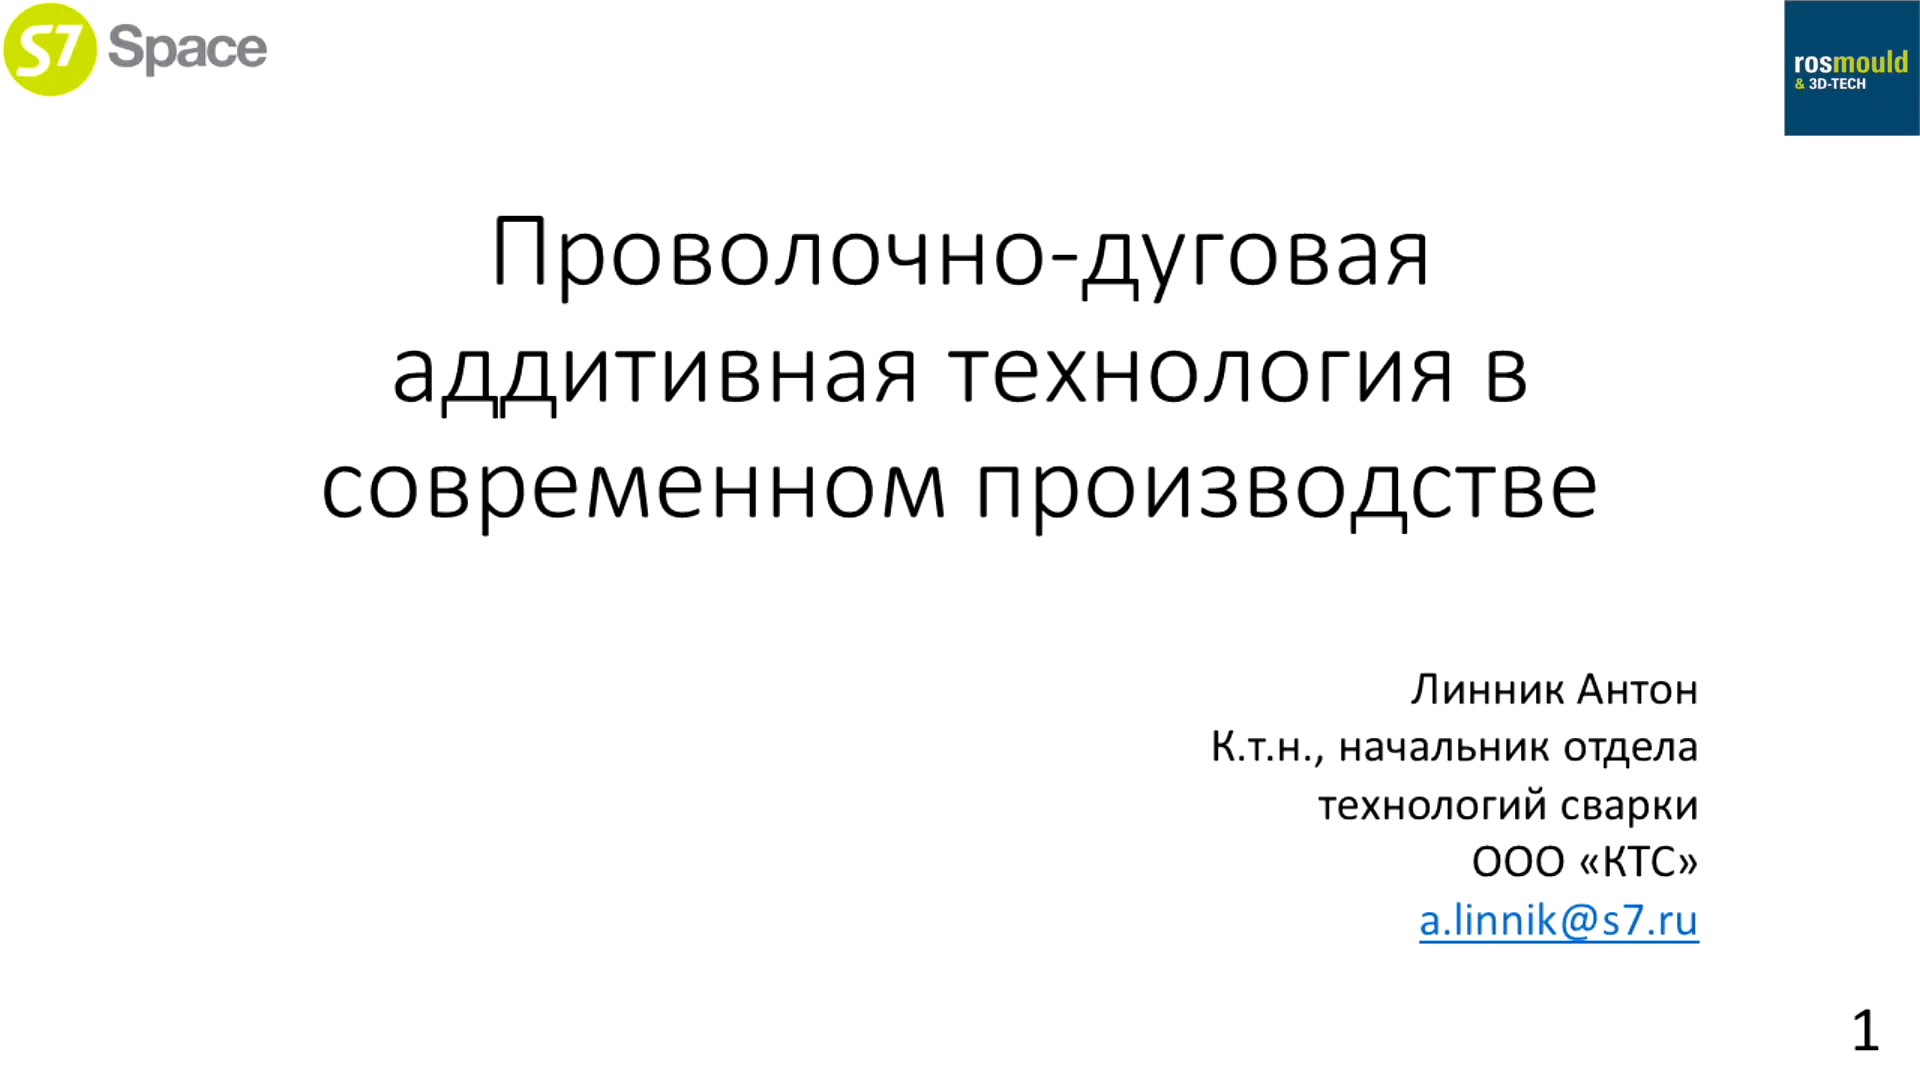 S7 Space
rosmould
& 3D-TECH
Проволочно-дуговая
аддитивная технология в
современном производстве
Линник Антон
К.т.н., начальник отдела
технологий сварки
ООО «КТС»
a.linnik@s7.ru
1